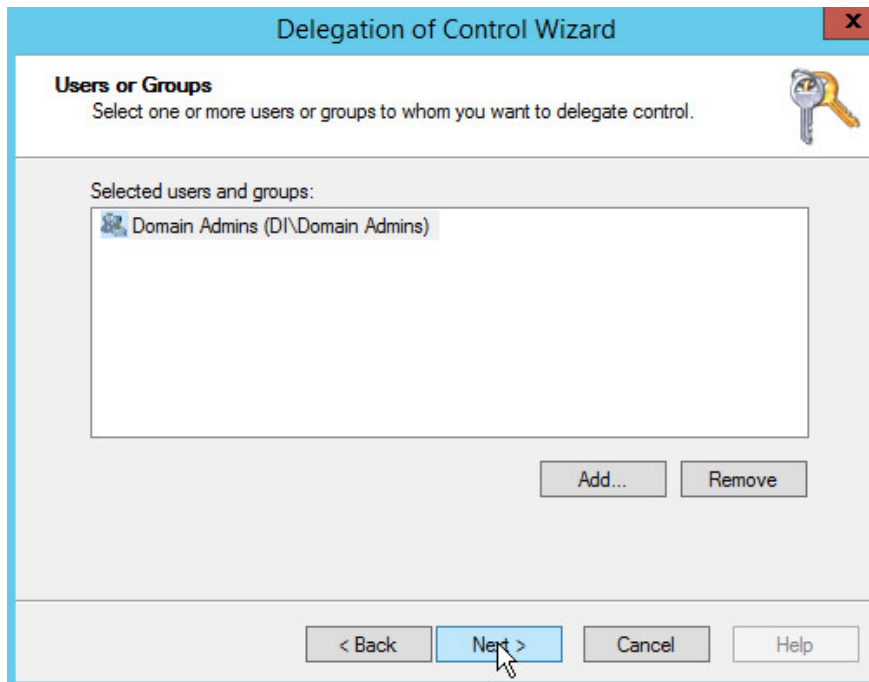 Delegation of Control Wizard
x
Users or Groups
Select one or more users or groups to whom you want to delegate control.
Selected users and groups:
Domain Admins (DI\Domain Admins)
Add...
Remove
< Back
Next >
Cancel
Help